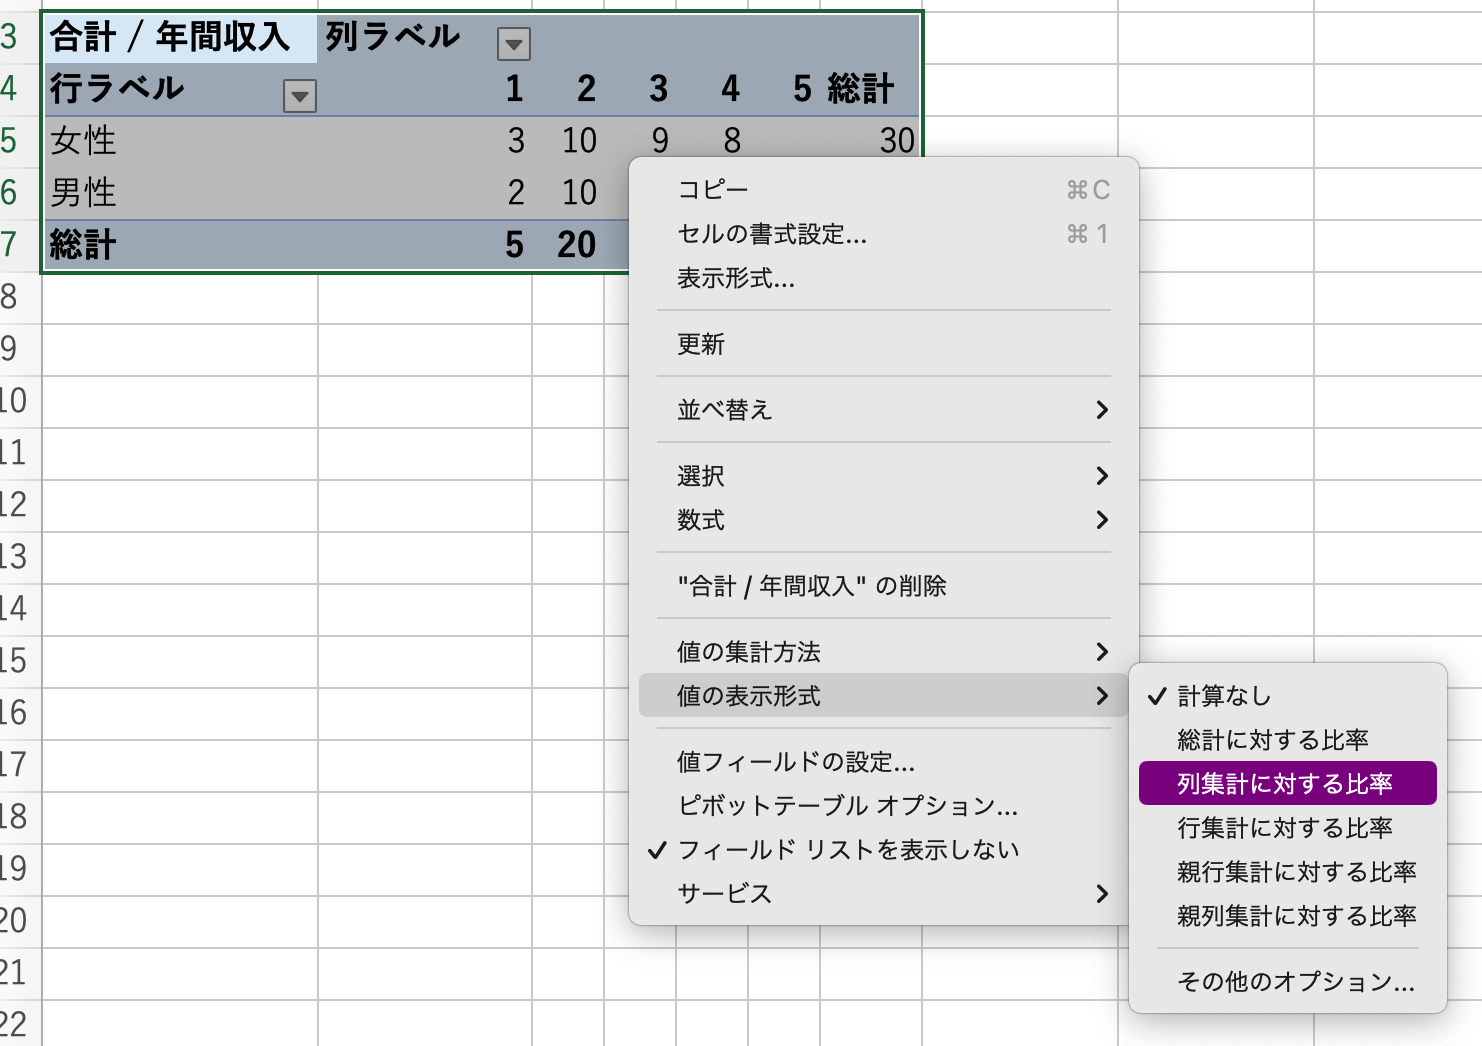 3 合計 / 年間収入 列ラベル
4 行ラベル 1 2 3 4 5 総計
5 女性 3 10 9 8 30
6 男性 2 10
7 総計 5 20
8
9
10
11
12
13
14
15
16
17
18
19
20
21
22
コピー ⌘C
セルの書式設定... ⌘1
表示形式...
更新
並べ替え
選択
数式
"合計 / 年間収入" の削除
値の集計方法
値の表示形式
値フィールドの設定...
ピボットテーブル オプション...
✓ フィールド リストを表示しない
サービス
✓ 計算なし
総計に対する比率
列集計に対する比率
行集計に対する比率
親行集計に対する比率
親列集計に対する比率
その他のオプション...